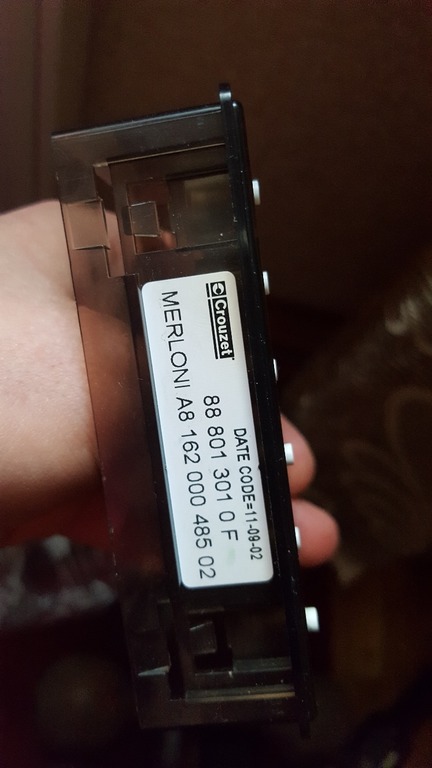 Crouzet
DATE CODE=11-09-02
88 801 301 0 F
MERLONI A8 162 000 485 02